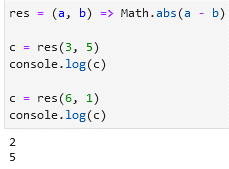 res = (a, b) => Math.abs(a - b)
c = res(3, 5)
console.log(c)
c = res(6, 1)
console.log(c)
2
5